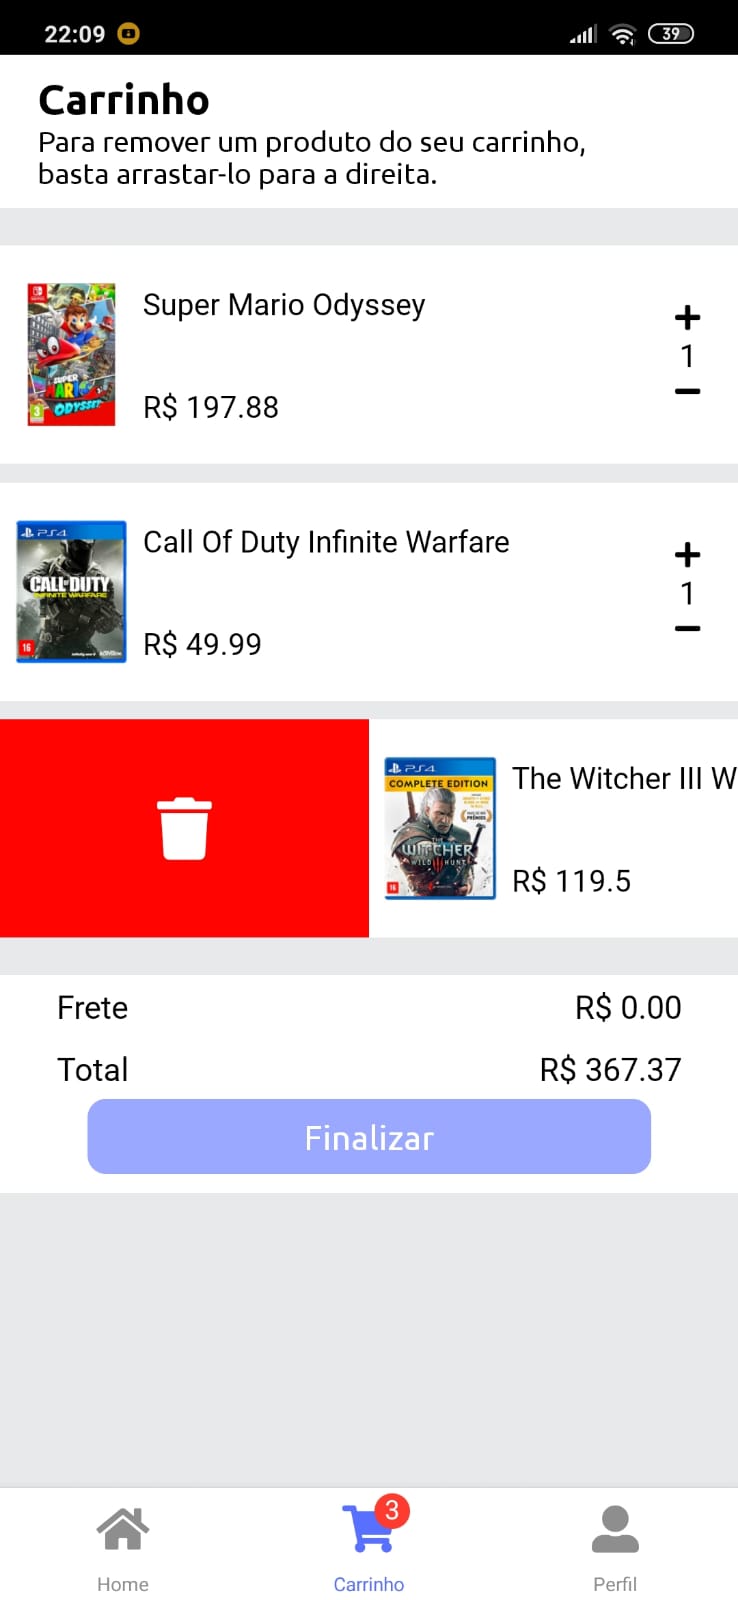 22:09
39
Carrinho
Para remover um produto do seu carrinho,
basta arrastar-lo para a direita.
Super Mario Odyssey
SUPER
MARIO
ODYSSEY
3
R$ 197.88
+
1
−
PS4
Call Of Duty Infinite Warfare
CALL OF DUTY
INFINITE WARFARE
16
R$ 49.99
+
1
−
PS4
COMPLETE EDITION
The Witcher III W
THE
WITCHER
WILD HUNT
16
R$ 119.5
Frete
R$ 0.00
Total
R$ 367.37
Finalizar
3
Home
Carrinho
Perfil